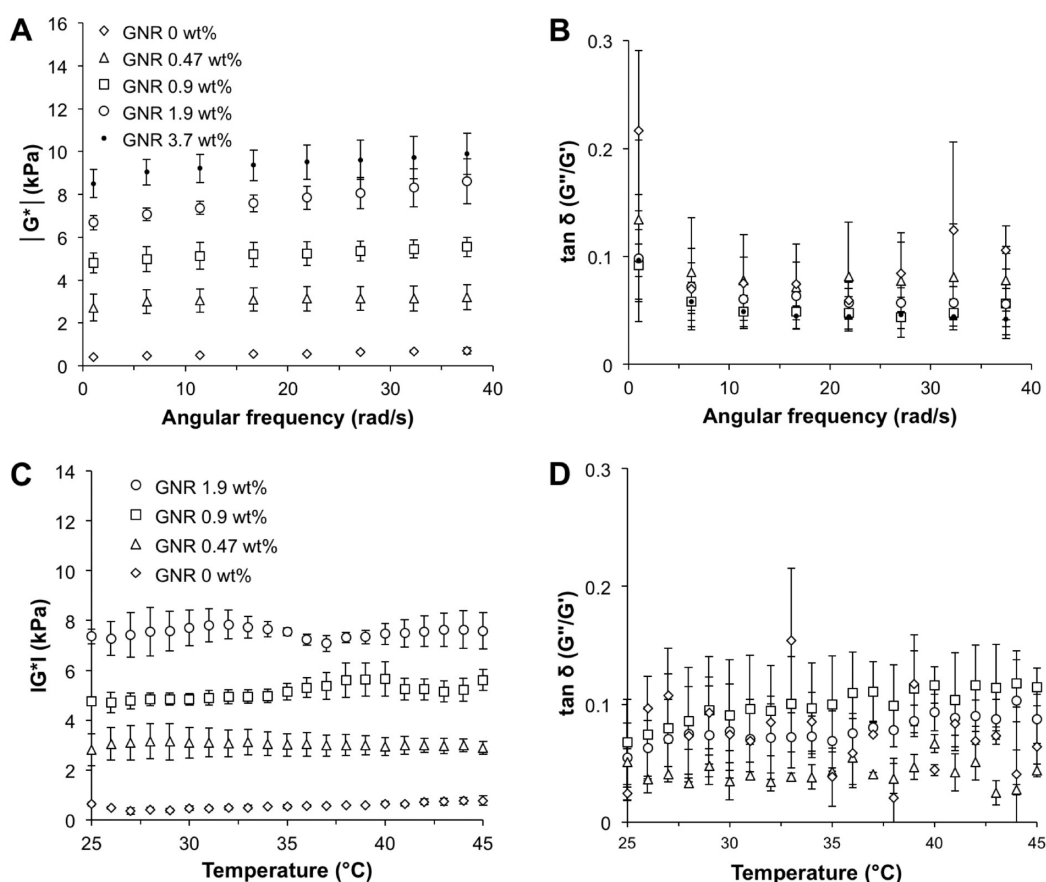 A
16
14
12
10
8
6
4
2
0
|G*| (kPa)
GNR 0 wt%
GNR 0.47 wt%
GNR 0.9 wt%
GNR 1.9 wt%
GNR 3.7 wt%
0 10 20 30 40
Angular frequency (rad/s)
B
0.3
0.2
0.1
0
tan δ (G"/G')
0 10 20 30 40
Angular frequency (rad/s)
C
14
12
10
8
6
4
2
0
IG*I (kPa)
GNR 1.9 wt%
GNR 0.9 wt%
GNR 0.47 wt%
GNR 0 wt%
25 30 35 40 45
Temperature (°C)
D
0.3
0.2
0.1
0
tan δ (G"/G')
25 30 35 40 45
Temperature (°C)